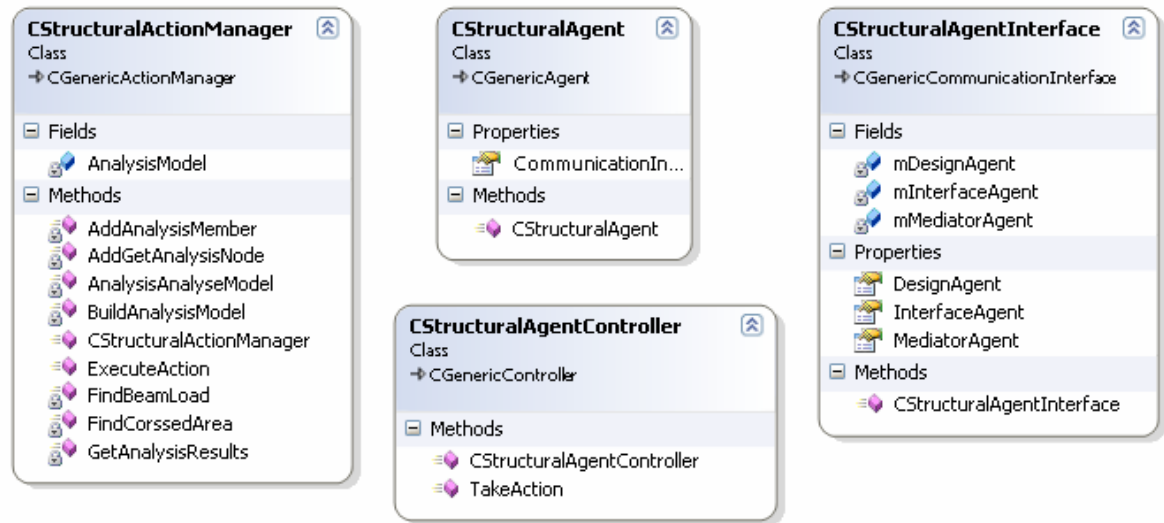 CStructuralActionManager
Class
CGenericActionManager
Fields
AnalysisModel
Methods
AddAnalysisMember
AddGetAnalysisNode
AnalysisAnalyseModel
BuildAnalysisModel
CStructuralActionManager
ExecuteAction
FindBeamLoad
FindCorssedArea
GetAnalysisResults
CStructuralAgent
Class
CGenericAgent
Properties
CommunicationIn...
Methods
CStructuralAgent
CStructuralAgentController
Class
CGenericController
Methods
CStructuralAgentController
TakeAction
CStructuralAgentInterface
Class
CGenericCommunicationInterface
Fields
mDesignAgent
mInterfaceAgent
mMediatorAgent
Properties
DesignAgent
InterfaceAgent
MediatorAgent
Methods
CStructuralAgentInterface